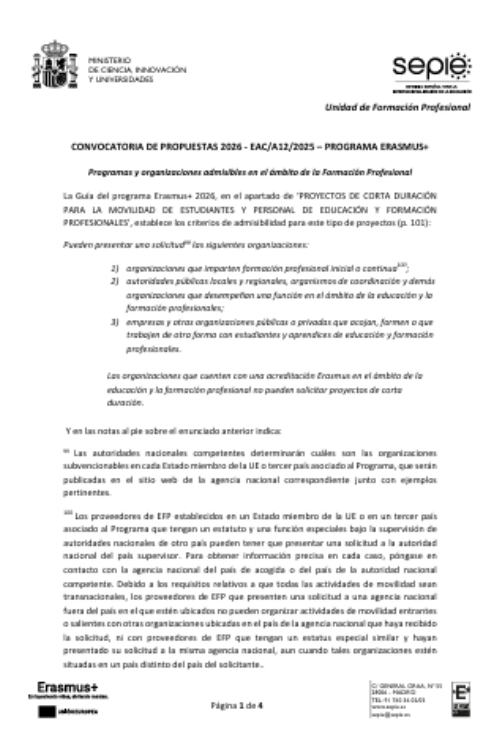 MINISTERIO
DE CIENCIA, INNOVACIÓN
Y UNIVERSIDADES
sepie
Unidad de Formación Profesional
CONVOCATORIA DE PROPUESTAS 2026 - EAC/A12/2025 – PROGRAMA ERASMUS+
Programas y organizaciones admisibles en el ámbito de la Formación Profesional
La Guía del programa Erasmus+ 2026, en el apartado de 'PROYECTOS DE CORTA DURACIÓN
PARA LA MOVILIDAD DE ESTUDIANTES Y PERSONAL DE EDUCACIÓN Y FORMACIÓN
PROFESIONALES', establece los criterios de admisibilidad para este tipo de proyectos (p. 101):
Pueden presentar una solicitud⁹⁹ las siguientes organizaciones:
1) organizaciones que imparten formación profesional inicial o continua¹⁰⁰;
2) autoridades públicas locales y regionales, organismos de coordinación y demás
organizaciones que desempeñan una función en el ámbito de la educación y la
formación profesionales;
3) empresas y otras organizaciones públicas o privadas que acojan, formen o que
trabajen de otra forma con estudiantes y aprendices de educación y formación
profesionales.
Las organizaciones que cuenten con una acreditación Erasmus en el ámbito de la
educación y la formación profesional no pueden solicitar proyectos de corta
duración.
Y en las notas al pie sobre el enunciado anterior indica:
⁹⁹ Las autoridades nacionales competentes determinarán cuáles son las organizaciones
subvencionables en cada Estado miembro de la UE o tercer país asociado al Programa, que serán
publicadas en el sitio web de la agencia nacional correspondiente junto con ejemplos
pertinentes.
¹⁰⁰ Los proveedores de EFP establecidos en un Estado miembro de la UE o en un tercer país
asociado al Programa que tengan un estatuto y una función especiales bajo la supervisión de
autoridades nacionales de otro país pueden tener que presentar una solicitud a la autoridad
nacional del país supervisor. Para obtener información precisa en cada caso, póngase en
contacto con la agencia nacional del país de acogida o del país de la autoridad nacional
competente. Debido a los requisitos relativos a que todas las actividades de movilidad sean
transnacionales, los proveedores de EFP que presenten una solicitud a una agencia nacional
fuera del país en el que estén ubicados no pueden organizar actividades de movilidad entrantes
o salientes con otras organizaciones ubicadas en el país de la agencia nacional que haya recibido
la solicitud, ni con proveedores de EFP que tengan un estatus especial similar y hayan
presentado su solicitud a la misma agencia nacional, aun cuando tales organizaciones estén
situadas en un país distinto del país del solicitante..
Erasmus+
Página 1 de 4
C/ GENERAL ORAA, Nº 55
28006 - MADRID
www.sepie.es
sepie@sepie.es